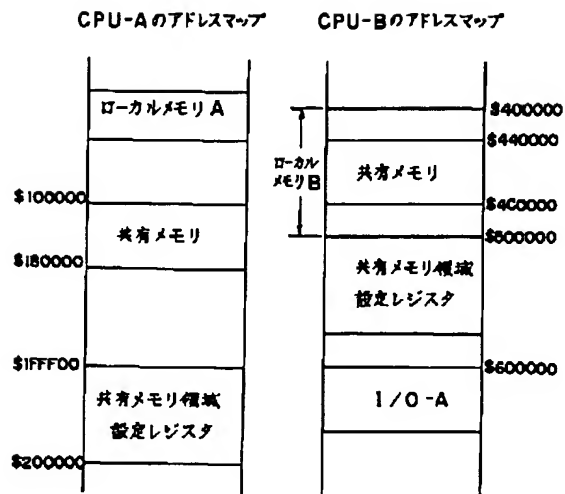 CPU-Aのアドレスマップ
ローカルメモリA
$100000
共有メモリ
$180000
$1FFF00
共有メモリ領域
設定レジスタ
$200000
CPU-Bのアドレスマップ
$400000
$440000
ローカル
メモリB
共有メモリ
$4C0000
$500000
共有メモリ領域
設定レジスタ
$600000
I/O-A